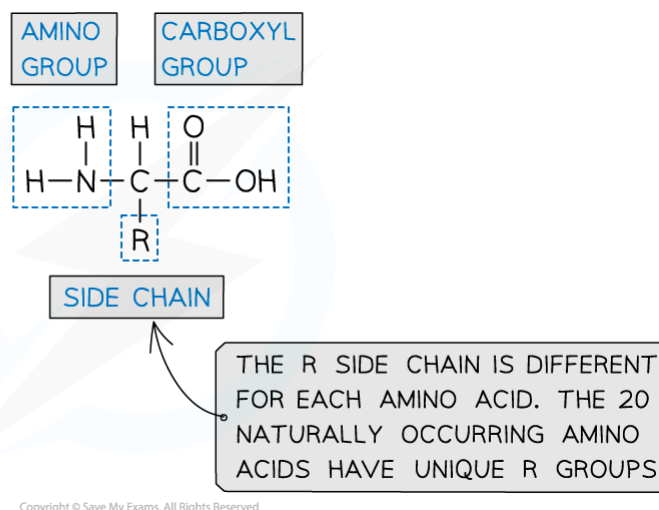 AMINO
GROUP
CARBOXYL
GROUP
H H O
H—N—C—C—OH
R
SIDE CHAIN
THE R SIDE CHAIN IS DIFFERENT
FOR EACH AMINO ACID. THE 20
NATURALLY OCCURRING AMINO
ACIDS HAVE UNIQUE R GROUPS
Copyright © Save My Exams. All Rights Reserved